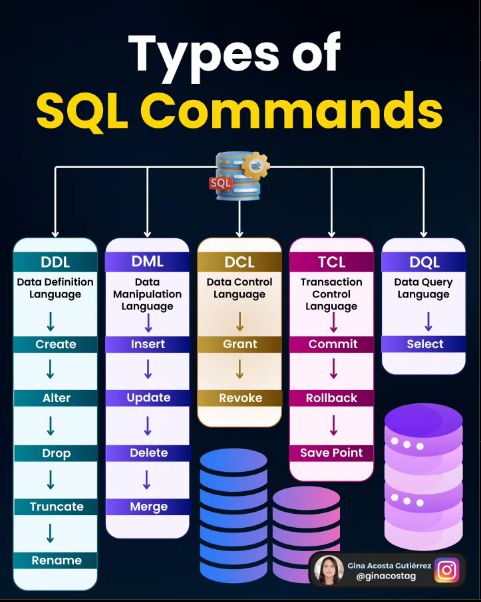 Types of
SQL Commands
SQL
DDL
Data Definition
Language
Create
Alter
Drop
Truncate
Rename
DML
Data
Manipulation
Language
Insert
Update
Delete
Merge
DCL
Data Control
Language
Grant
Revoke
TCL
Transaction
Control
Language
Commit
Rollback
Save Point
DQL
Data Query
Language
Select
Gina Acosta Gutiérrez
@ginacostag